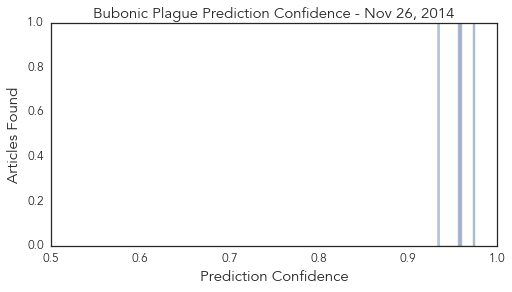 Bubonic Plague Prediction Confidence - Nov 26, 2014
1.0
0.8
0.6
0.4
0.2
0.0
Articles Found
0.5 0.6 0.7 0.8 0.9 1.0
Prediction Confidence